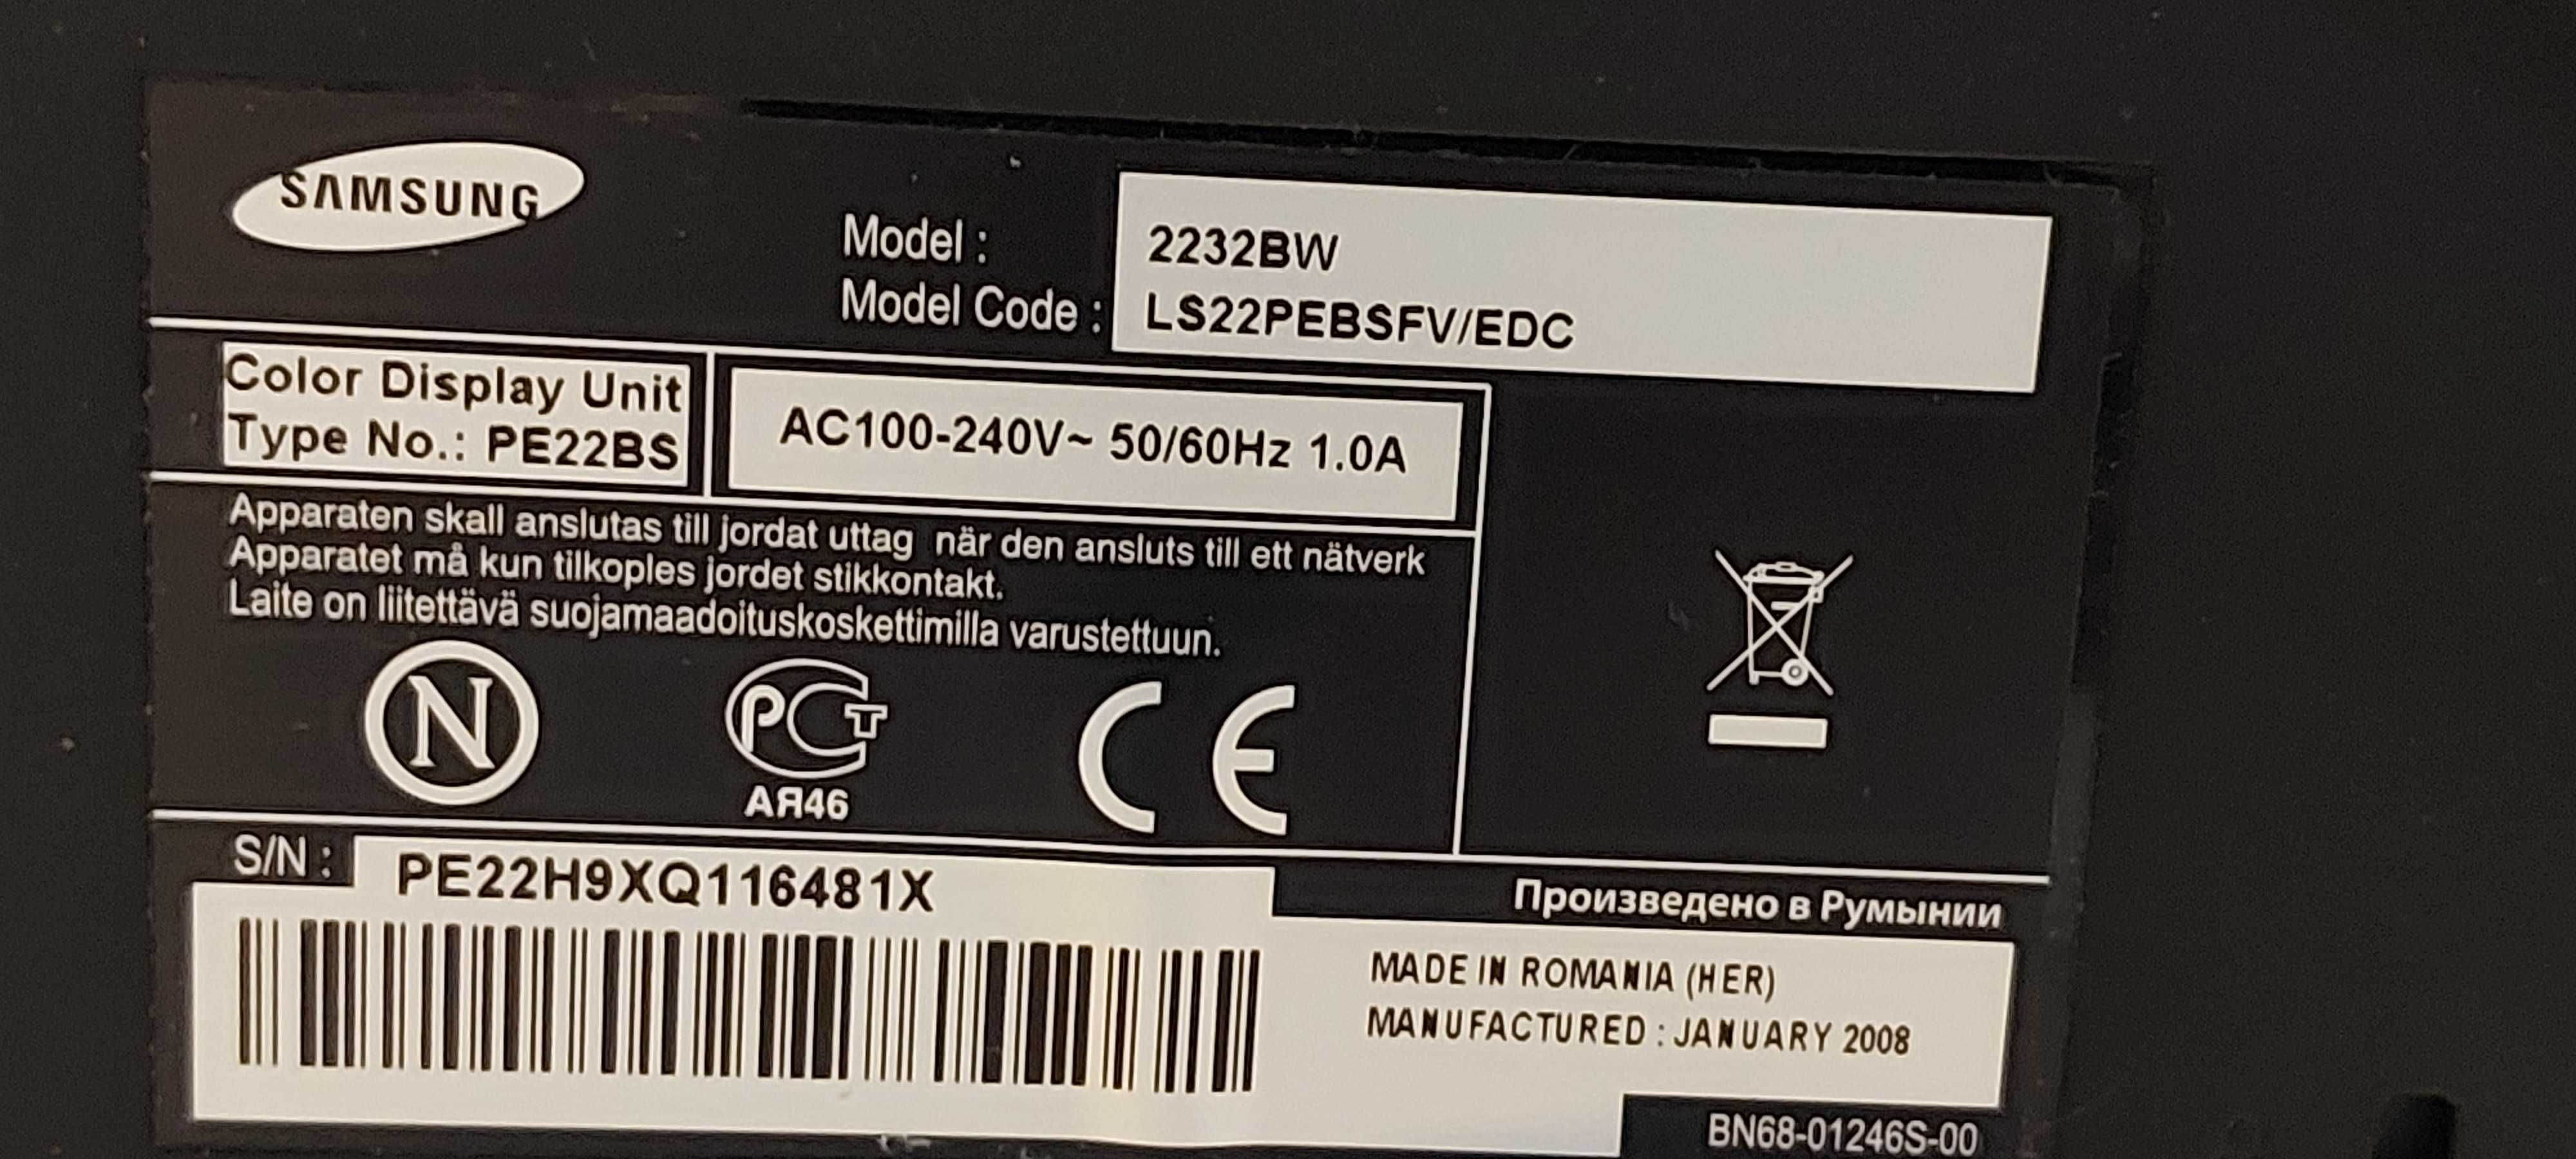 SAMSUNG
Model : 2232BW
Model Code : LS22PEBSFV/EDC
Color Display Unit
Type No.: PE22BS
AC100-240V~ 50/60Hz 1.0A
Apparaten skall anslutas till jordat uttag när den ansluts till ett nätverk
Apparatet må kun tilkoples jordet stikkontakt.
Laite on liitettävä suojamaadoituskoskettimilla varustettuun.
N
РСТ
CE
АЯ46
S/N : PE22H9XQ116481X
Произведено в Румынии
MADE IN ROMANIA (HER)
MANUFACTURED : JANUARY 2008
BN68-01246S-00